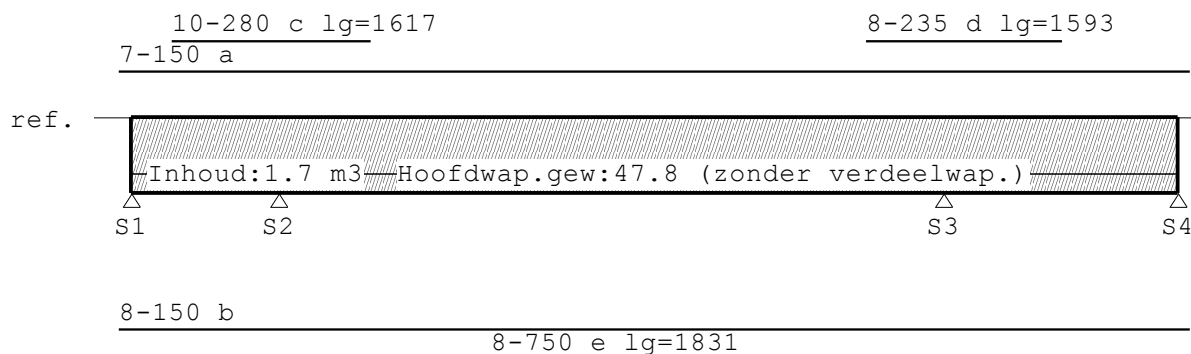 10-280 c lg=1617 8-235 d lg=1593
7-150 a
ref.
Inhoud:1.7 m3 Hoofdwap.gew:47.8 (zonder verdeelwap.)
S1 S2 S3 S4
8-150 b
8-750 e lg=1831